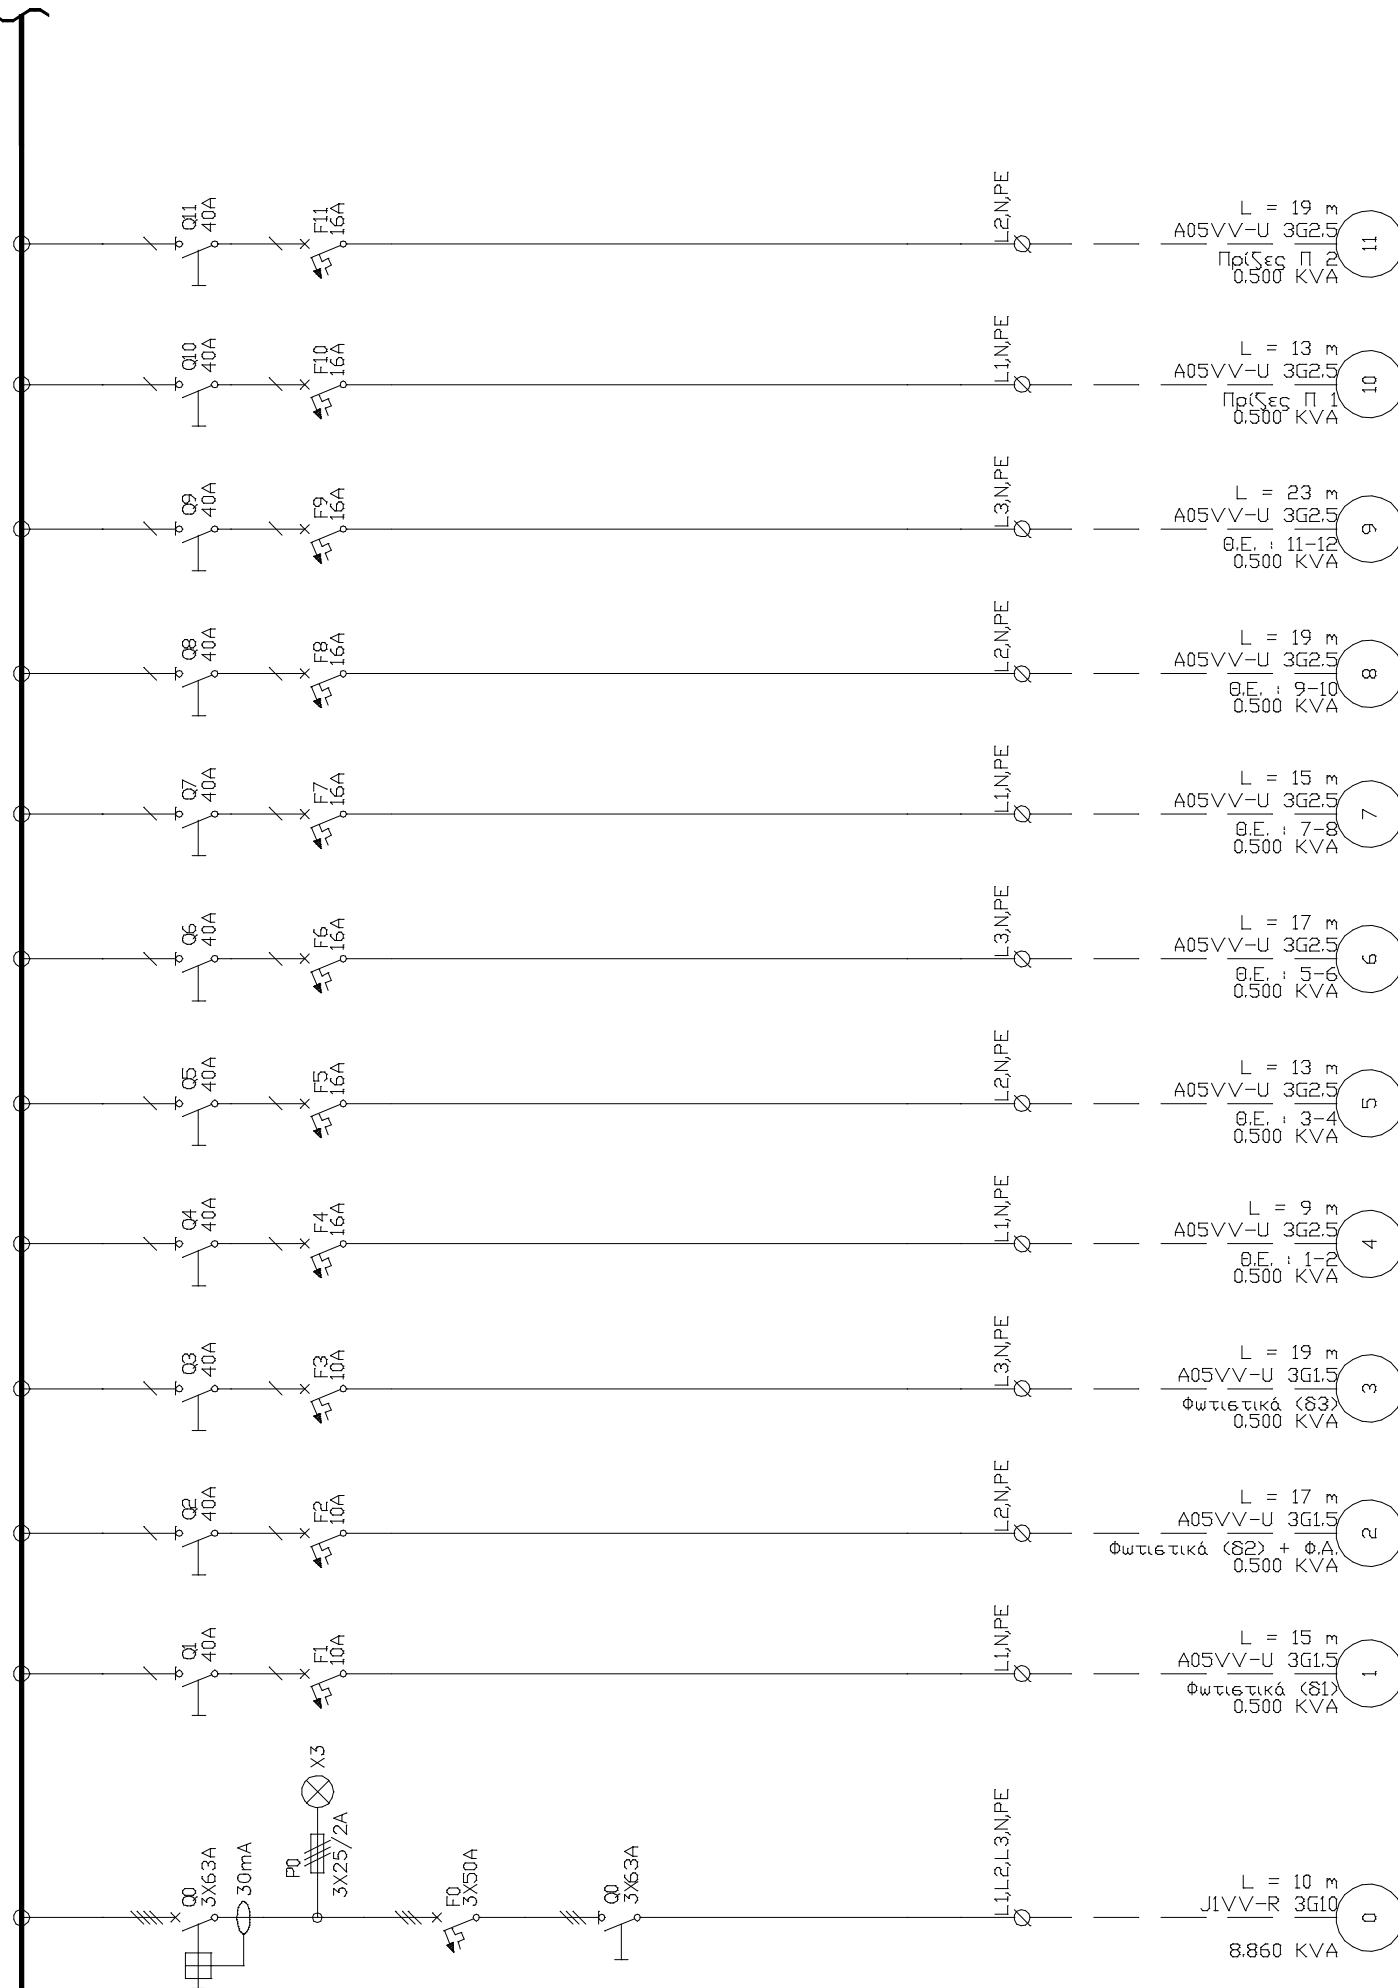 Q11
40A
F11
16A
L2,N,PE
L = 19 m
A05VV-U 3G2.5
Πρίζες Π 2
0.500 KVA
11
Q10
40A
F10
16A
L1,N,PE
L = 13 m
A05VV-U 3G2.5
Πρίζες Π 1
0.500 KVA
10
Q9
40A
F9
16A
L3,N,PE
L = 23 m
A05VV-U 3G2.5
Θ.Ε. : 11-12
0.500 KVA
9
Q8
40A
F8
16A
L2,N,PE
L = 19 m
A05VV-U 3G2.5
Θ.Ε. : 9-10
0.500 KVA
8
Q7
40A
F7
16A
L1,N,PE
L = 15 m
A05VV-U 3G2.5
Θ.Ε. : 7-8
0.500 KVA
7
Q6
40A
F6
16A
L3,N,PE
L = 17 m
A05VV-U 3G2.5
Θ.Ε. : 5-6
0.500 KVA
6
Q5
40A
F5
16A
L2,N,PE
L = 13 m
A05VV-U 3G2.5
Θ.Ε. : 3-4
0.500 KVA
5
Q4
40A
F4
16A
L1,N,PE
L = 9 m
A05VV-U 3G2.5
Θ.Ε. : 1-2
0.500 KVA
4
Q3
40A
F3
10A
L3,N,PE
L = 19 m
A05VV-U 3G1.5
Φωτιστικά (δ3)
0.500 KVA
3
Q2
40A
F2
10A
L2,N,PE
L = 17 m
A05VV-U 3G1.5
Φωτιστικά (δ2) + Φ.Α.
0.500 KVA
2
Q1
40A
F1
10A
L1,N,PE
L = 15 m
A05VV-U 3G1.5
Φωτιστικά (δ1)
0.500 KVA
1
Q0
3X63A
30mA
P0
3X25/2A
X3
F0
3X50A
Q0
3X63A
L1,L2,L3,N,PE
L = 10 m
J1VV-R 3G10
8.860 KVA
0